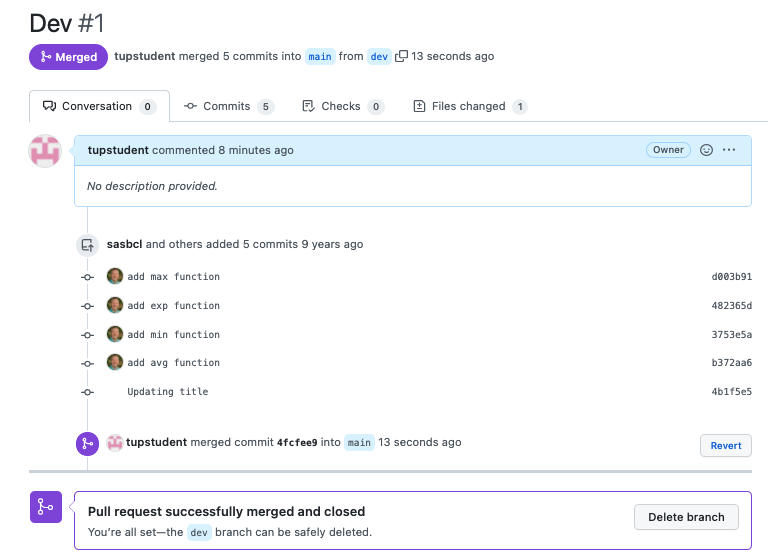 Dev #1
Merged tupstudent merged 5 commits into main from dev 13 seconds ago
Conversation 0 Commits 5 Checks 0 Files changed 1
tupstudent commented 8 minutes ago Owner ...
No description provided.
sasbcl and others added 5 commits 9 years ago
add max function d003b91
add exp function 482365d
add min function 3753e5a
add avg function b372aa6
Updating title 4b1f5e5
tupstudent merged commit 4fcfee9 into main 13 seconds ago Revert
Pull request successfully merged and closed
You're all set—the dev branch can be safely deleted. Delete branch